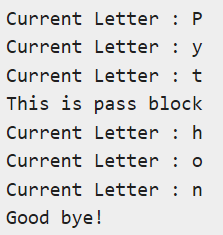 Current Letter : P
Current Letter : y
Current Letter : t
This is pass block
Current Letter : h
Current Letter : o
Current Letter : n
Good bye!